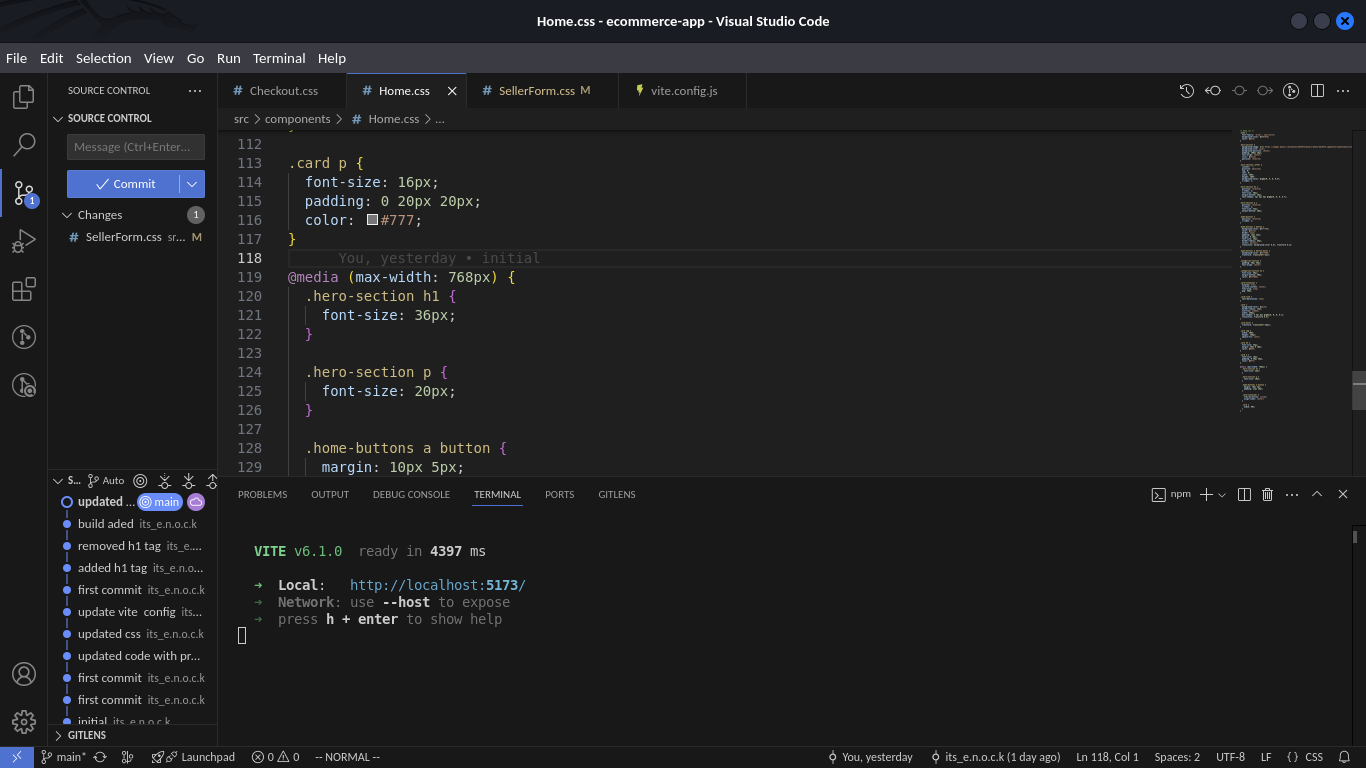 Home.css - ecommerce-app - Visual Studio Code
File Edit Selection View Go Run Terminal Help
SOURCE CONTROL ...
SOURCE CONTROL
Message (Ctrl+Enter...
Commit
Changes 1
SellerForm.css sr... M
1
S... Auto
updated ... main
build aded its_e.n.o.c.k
removed h1 tag its_e....
added h1 tag its_e.n.o...
first commit its_e.n.o.c.k
update vite config its...
updated css its_e.n.o.c.k
updated code with pr...
first commit its_e.n.o.c.k
first commit its_e.n.o.c.k
initial its_e.n.o.c.k
GITLENS
# Checkout.css # Home.css # SellerForm.css M vite.config.js
src > components > # Home.css > ...
112
113 .card p {
114 font-size: 16px;
115 padding: 0 20px 20px;
116 color: #777;
117 }
118 You, yesterday • initial
119 @media (max-width: 768px) {
120 .hero-section h1 {
121 font-size: 36px;
122 }
123
124 .hero-section p {
125 font-size: 20px;
126 }
127
128 .home-buttons a button {
129 margin: 10px 5px;
PROBLEMS OUTPUT DEBUG CONSOLE TERMINAL PORTS GITLENS npm
VITE v6.1.0 ready in 4397 ms
➜ Local: http://localhost:5173/
➜ Network: use --host to expose
➜ press h + enter to show help
main* Launchpad 0 0 -- NORMAL -- You, yesterday its_e.n.o.c.k (1 day ago) Ln 118, Col 1 Spaces: 2 UTF-8 LF {} CSS